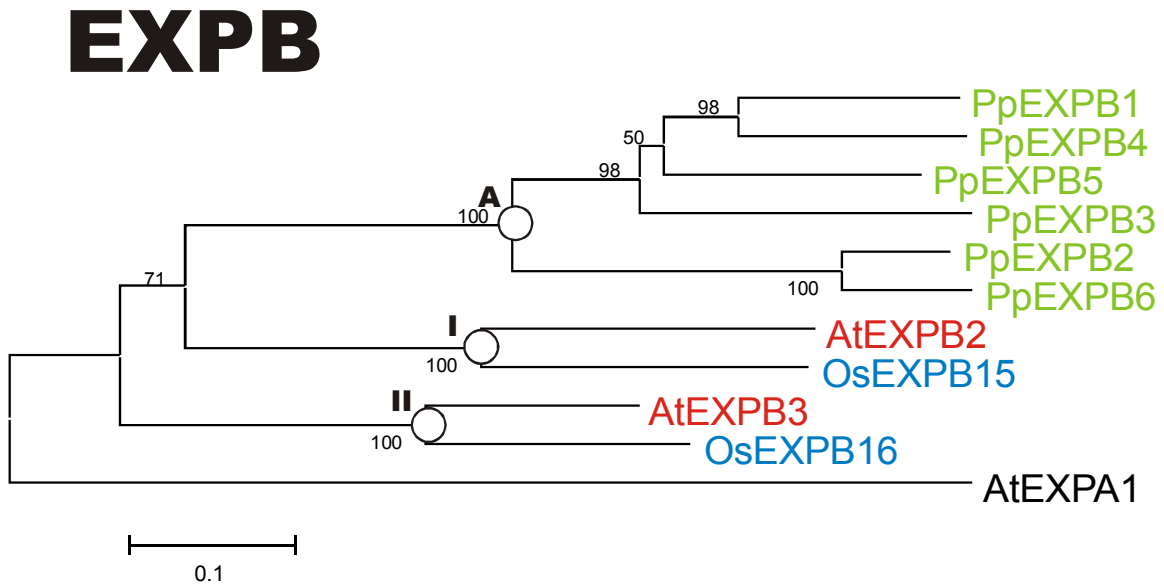 EXPB
PpEXPB1
98
PpEXPB4
50
98
PpEXPB5
A
100
PpEXPB3
PpEXPB2
71
100
PpEXPB6
I
AtEXPB2
100
OsEXPB15
II
AtEXPB3
100
OsEXPB16
AtEXPA1
0.1